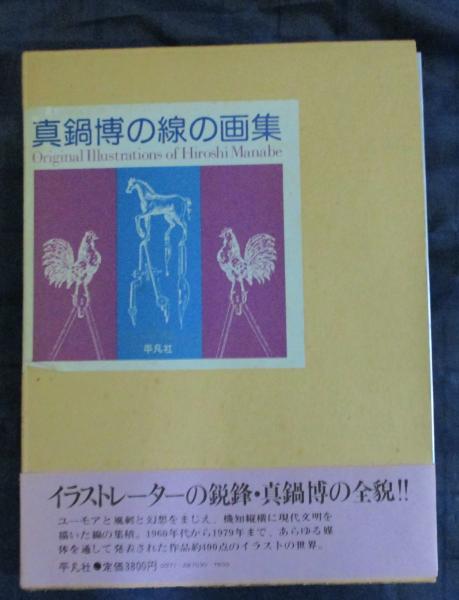 真鍋博の線の画集
Original Illustrations of Hiroshi Manabe
平凡社
イラストレーターの鋭鋒・真鍋博の全貌!!
ユーモアと風刺と幻想をまじえ、機知縦横に現代文明を
描いた線の集積。1960年代から1979年まで、あらゆる媒
体を通して発表された作品約400点のイラストの世界。
平凡社●定価3800円